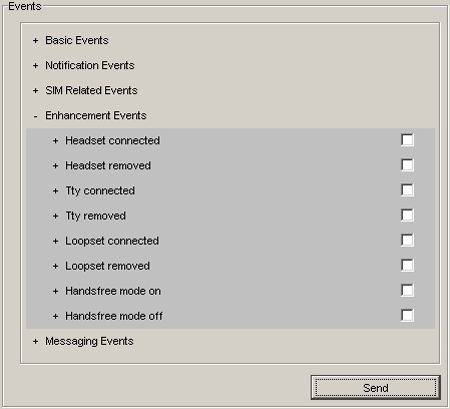 Events
+ Basic Events
+ Notification Events
+ SIM Related Events
- Enhancement Events
+ Headset connected
+ Headset removed
+ Tty connected
+ Tty removed
+ Loopset connected
+ Loopset removed
+ Handsfree mode on
+ Handsfree mode off
+ Messaging Events
Send